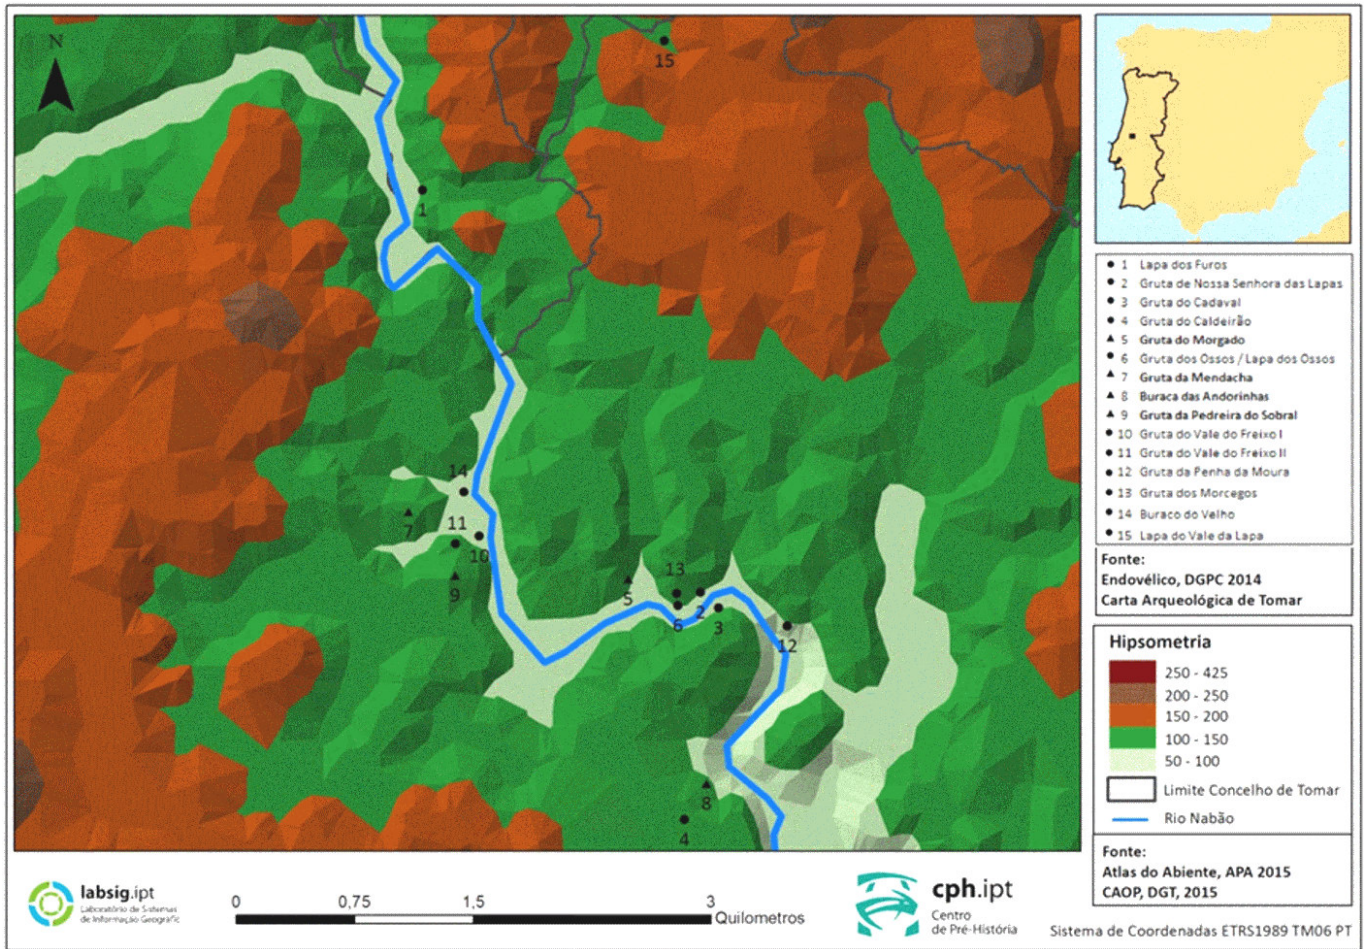 N
15
1
14
7
11
10
9
5
13
6
2
3
12
8
4
● 1 Lapa dos Furos
● 2 Gruta de Nossa Senhora das Lapas
● 3 Gruta do Cadaval
● 4 Gruta do Caldeirão
▲ 5 Gruta do Morgado
● 6 Gruta dos Ossos / Lapa dos Ossos
▲ 7 Gruta da Mendacha
▲ 8 Buraca das Andorinhas
▲ 9 Gruta da Pedreira do Sobral
● 10 Gruta do Vale do Freixo I
● 11 Gruta do Vale do Freixo II
● 12 Gruta da Penha da Moura
● 13 Gruta dos Morcegos
● 14 Buraco do Velho
● 15 Lapa do Vale da Lapa
Fonte:
Endovélico, DGPC 2014
Carta Arqueológica de Tomar
Hipsometria
250 - 425
200 - 250
150 - 200
100 - 150
50 - 100
Limite Concelho de Tomar
Rio Nabão
Fonte:
Atlas do Abiente, APA 2015
CAOP, DGT, 2015
labsig.ipt
Laboratório de Sistemas
de Informação Geográfic
0 0,75 1,5 3 Quilometros
cph.ipt
Centro
de Pré-História
Sistema de Coordenadas ETRS1989 TM06 PT